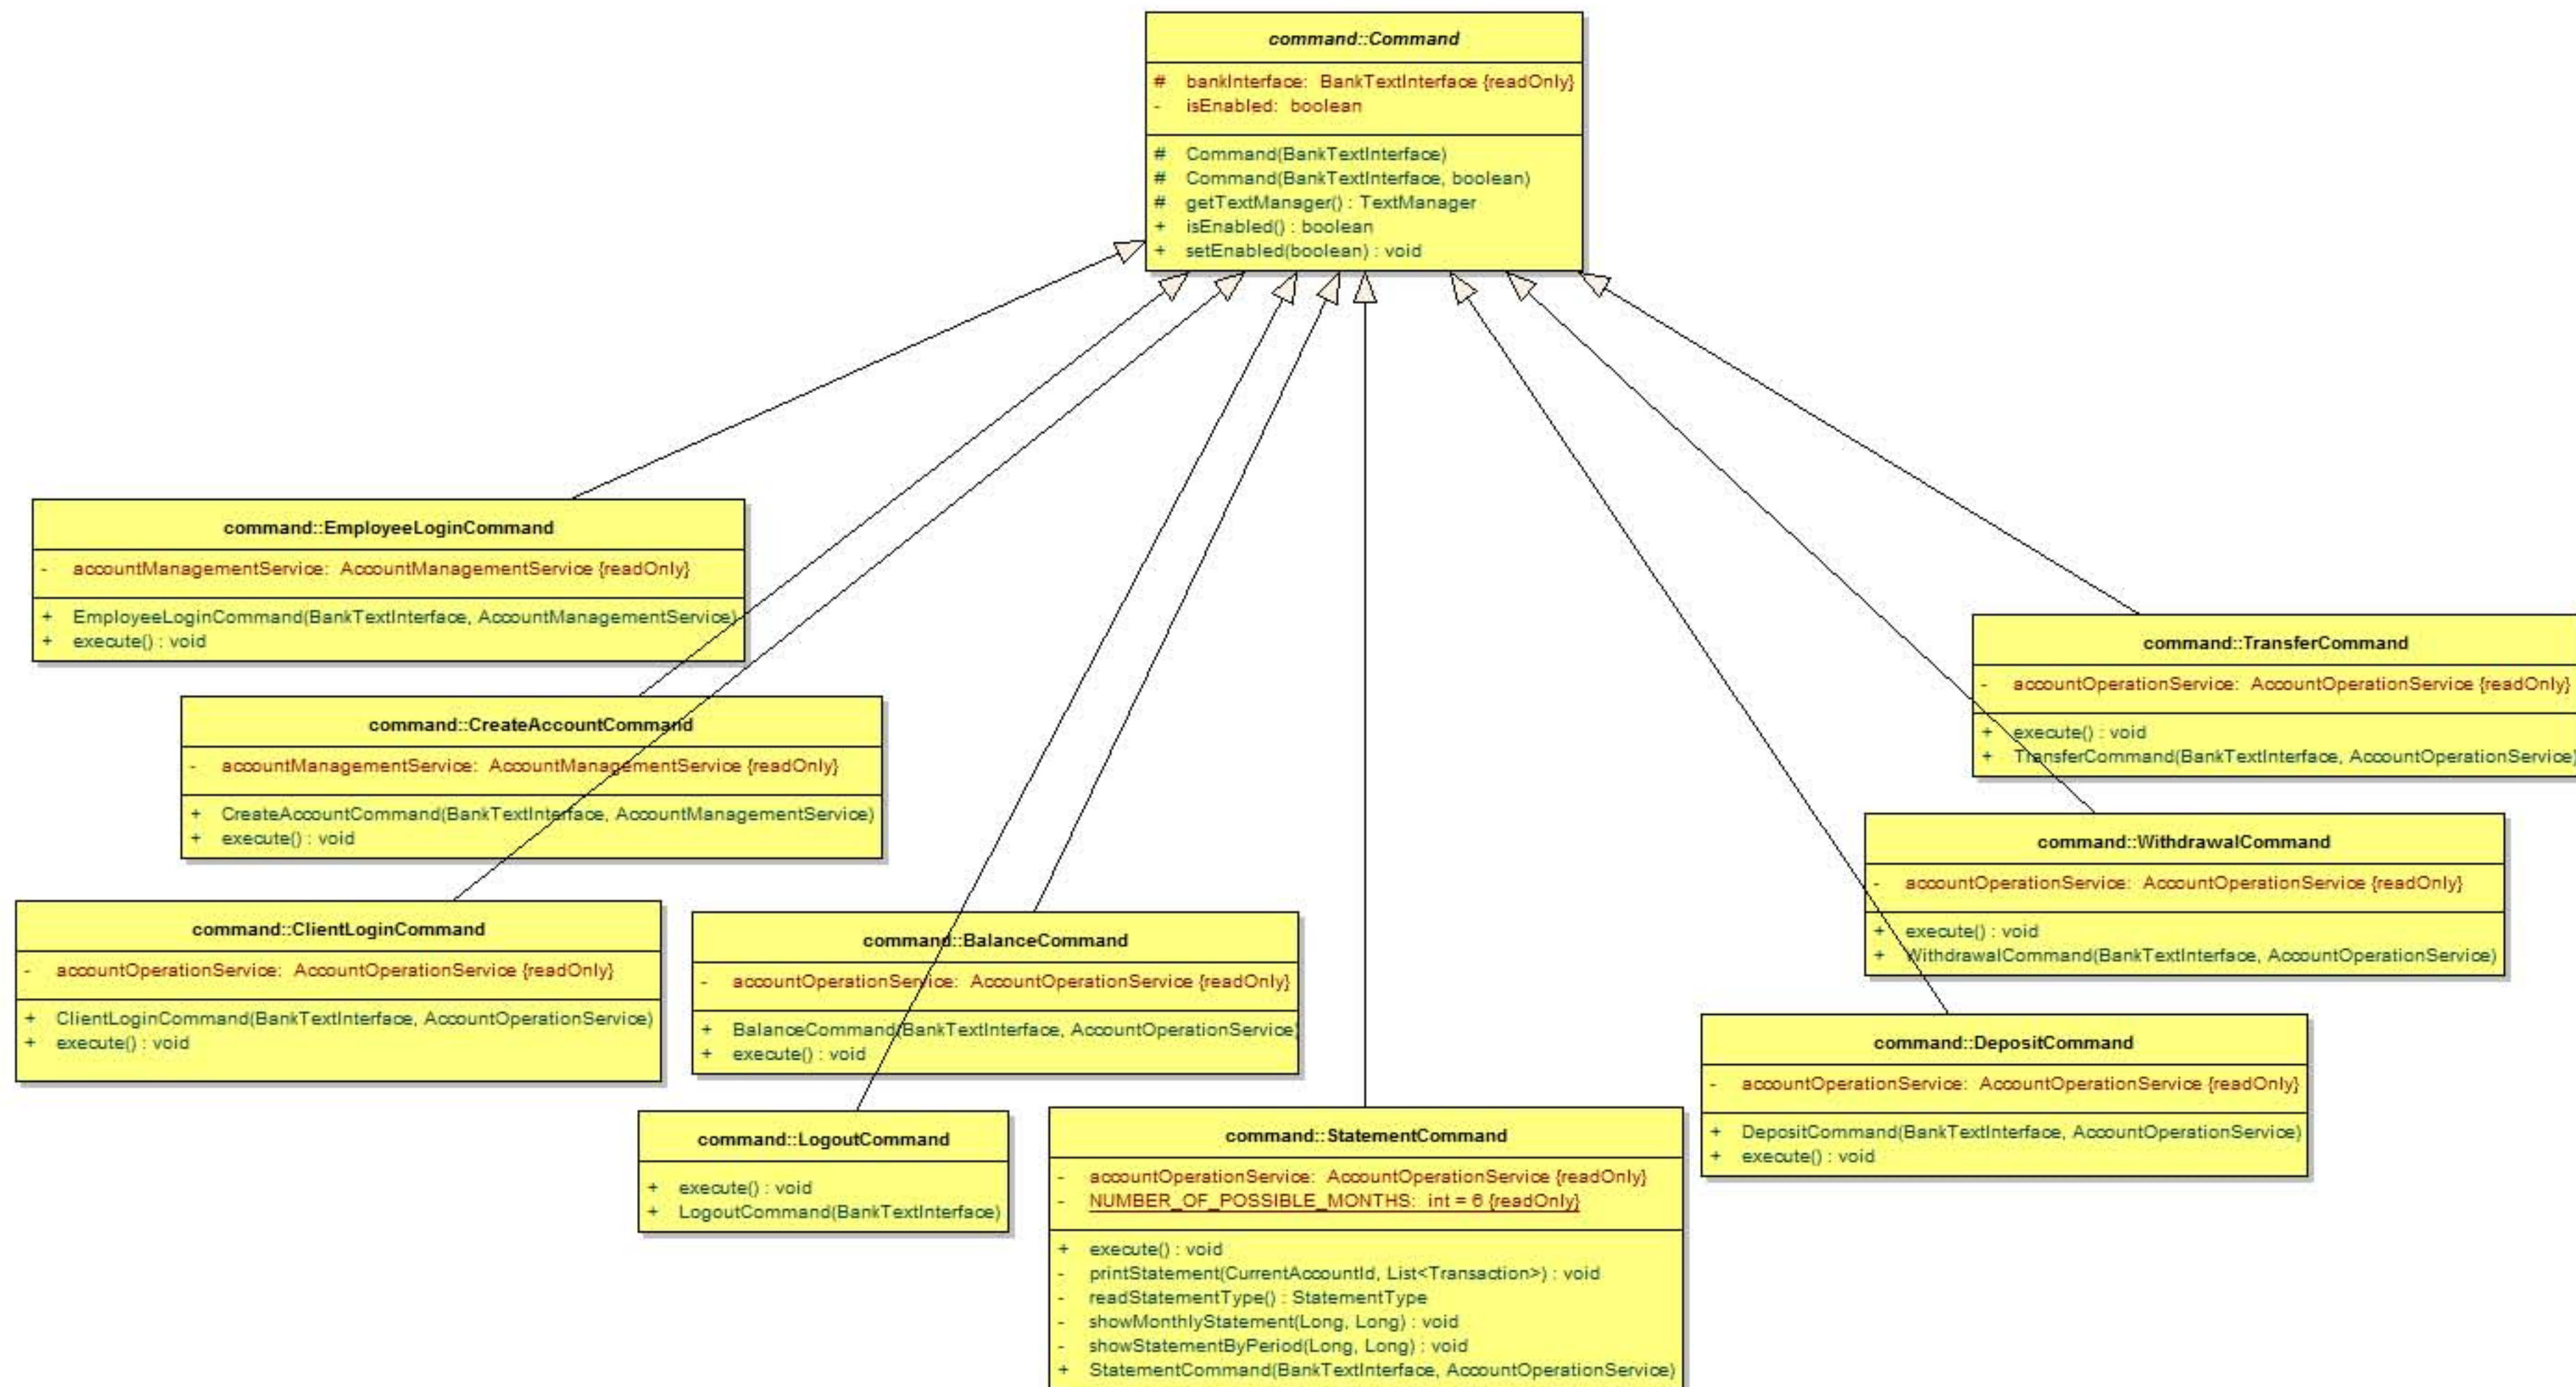 command::Command
# bankInterface: BankTextInterface {readOnly}
- isEnabled: boolean
# Command(BankTextInterface)
# Command(BankTextInterface, boolean)
# getTextManager() : TextManager
+ isEnabled() : boolean
+ setEnabled(boolean) : void
command::EmployeeLoginCommand
- accountManagementService: AccountManagementService {readOnly}
+ EmployeeLoginCommand(BankTextInterface, AccountManagementService)
+ execute() : void
command::TransferCommand
- accountOperationService: AccountOperationService {readOnly}
+ execute() : void
+ TransferCommand(BankTextInterface, AccountOperationService)
command::CreateAccountCommand
- accountManagementService: AccountManagementService {readOnly}
+ CreateAccountCommand(BankTextInterface, AccountManagementService)
+ execute() : void
command::WithdrawalCommand
- accountOperationService: AccountOperationService {readOnly}
+ execute() : void
+ WithdrawalCommand(BankTextInterface, AccountOperationService)
command::ClientLoginCommand
- accountOperationService: AccountOperationService {readOnly}
+ ClientLoginCommand(BankTextInterface, AccountOperationService)
+ execute() : void
command::BalanceCommand
- accountOperationService: AccountOperationService {readOnly}
+ BalanceCommand(BankTextInterface, AccountOperationService)
+ execute() : void
command::DepositCommand
- accountOperationService: AccountOperationService {readOnly}
+ DepositCommand(BankTextInterface, AccountOperationService)
+ execute() : void
command::LogoutCommand
+ execute() : void
+ LogoutCommand(BankTextInterface)
command::StatementCommand
- accountOperationService: AccountOperationService {readOnly}
- NUMBER_OF_POSSIBLE_MONTHS: int = 6 {readOnly}
+ execute() : void
- printStatement(CurrentAccountId, List<Transaction>) : void
- readStatementType() : StatementType
- showMonthlyStatement(Long, Long) : void
- showStatementByPeriod(Long, Long) : void
+ StatementCommand(BankTextInterface, AccountOperationService)